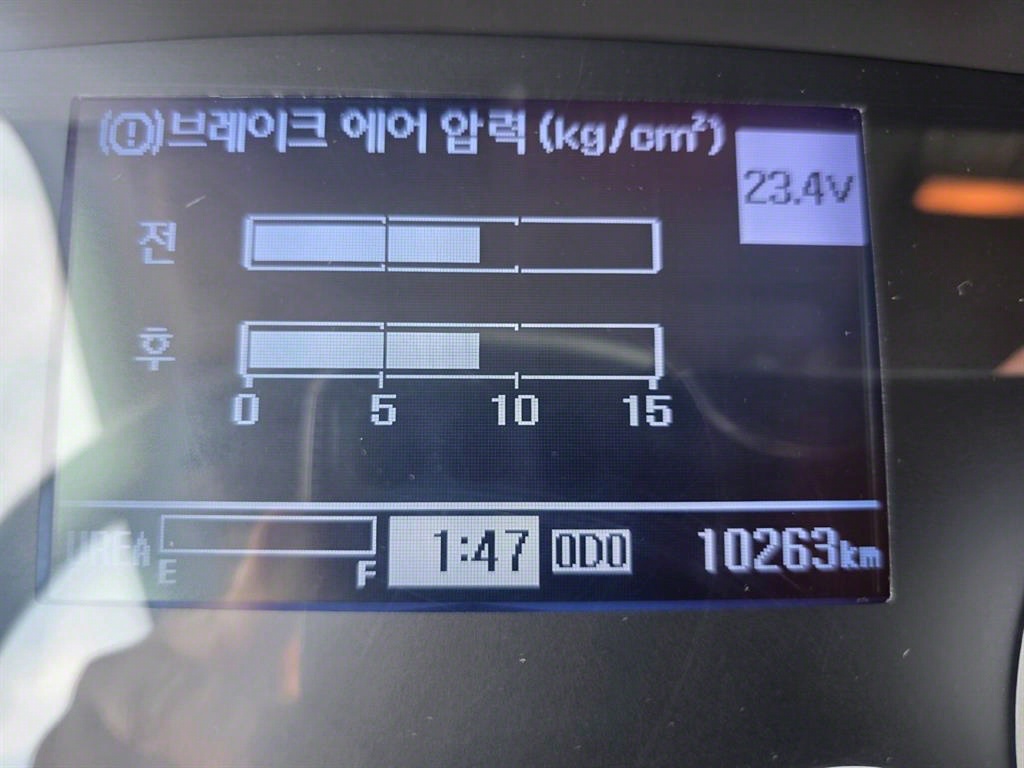 (!)브레이크 에어 압력 (kg/cm²)
23.4V
전
후
0 5 10 15
UREA E F 1:47 ODO 10263km